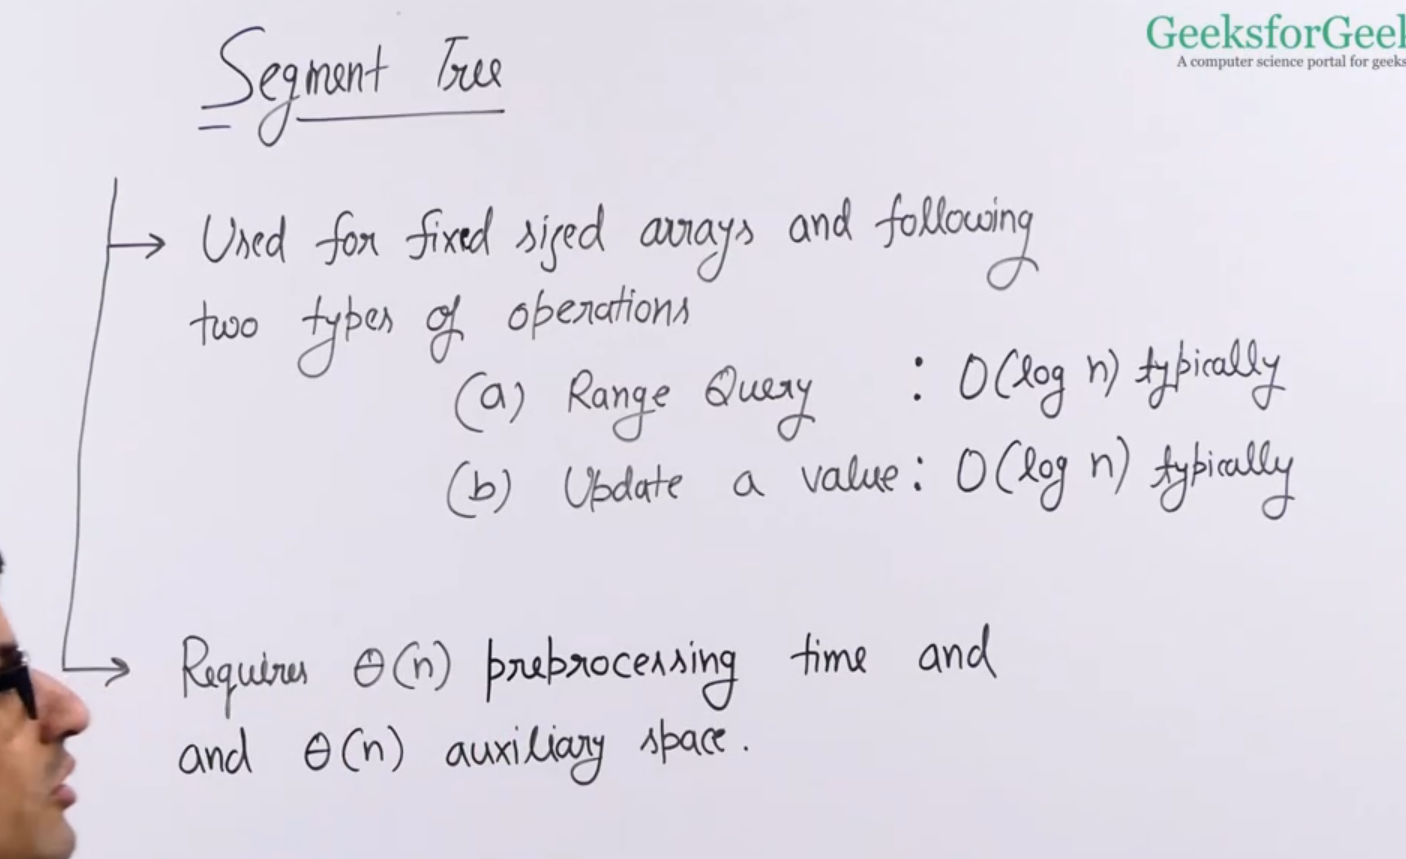 GeeksforGeek
A computer science portal for geeks
Segment Tree
Used for fixed sized arrays and following
two types of operations
(a) Range Query : O(log n) typically
(b) Update a value : O(log n) typically
Requires θ(n) preprocessing time and
and θ(n) auxiliary space.